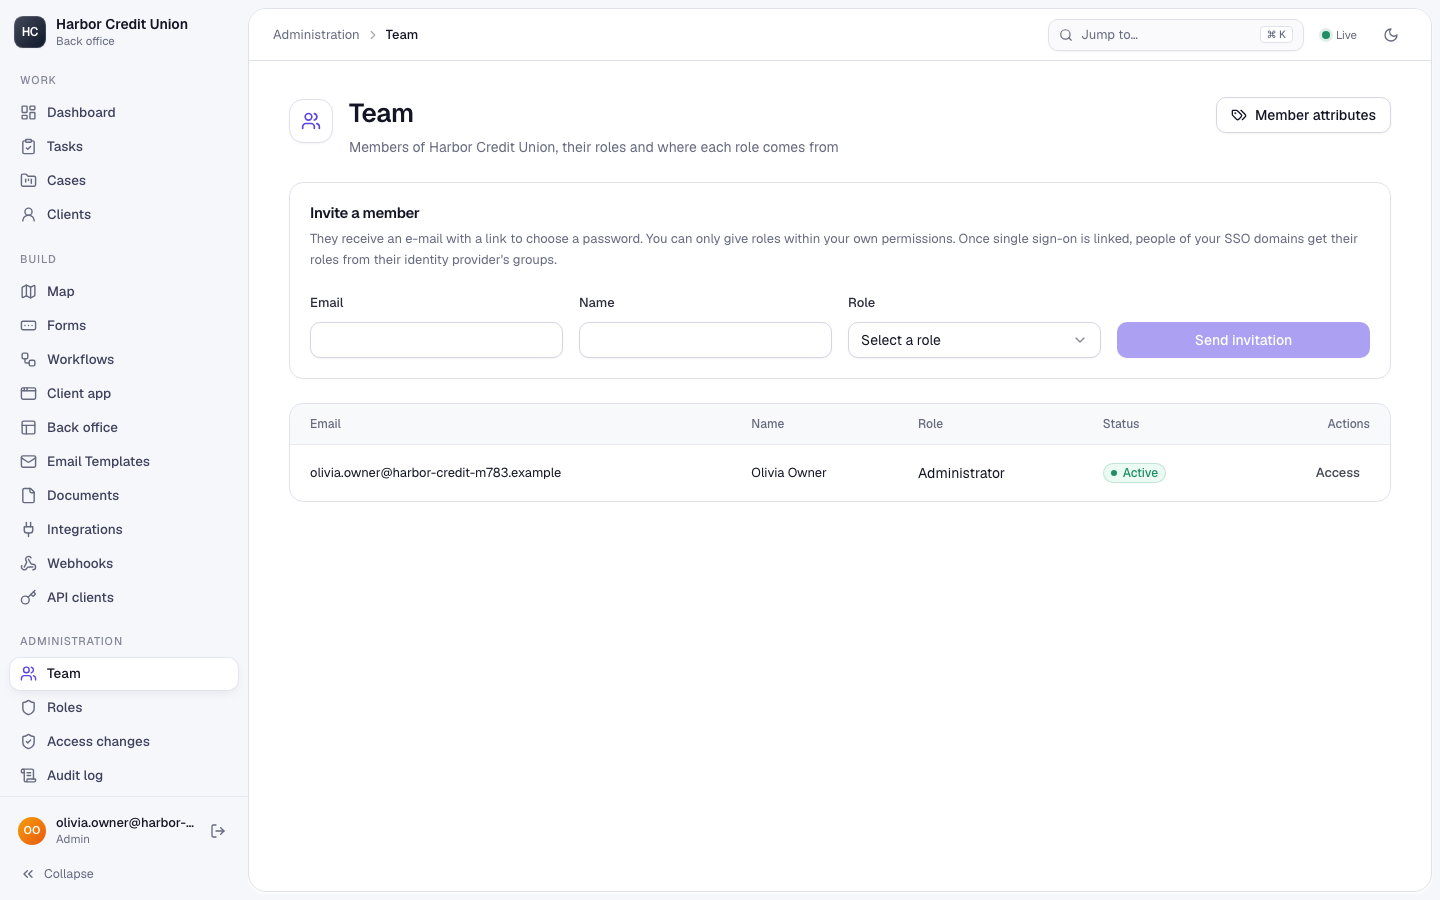 HC
Harbor Credit Union
Back office
WORK
Dashboard
Tasks
Cases
Clients
BUILD
Map
Forms
Workflows
Client app
Back office
Email Templates
Documents
Integrations
Webhooks
API clients
ADMINISTRATION
Team
Roles
Access changes
Audit log
OO
olivia.owner@harbor-...
Admin
Collapse
Administration > Team
Jump to...
⌘ K
Live
Team
Members of Harbor Credit Union, their roles and where each role comes from
Member attributes
Invite a member
They receive an e-mail with a link to choose a password. You can only give roles within your own permissions. Once single sign-on is linked, people of your SSO domains get their
roles from their identity provider's groups.
Email Name Role
Select a role
Send invitation
Email Name Role Status Actions
olivia.owner@harbor-credit-m783.example Olivia Owner Administrator Active Access